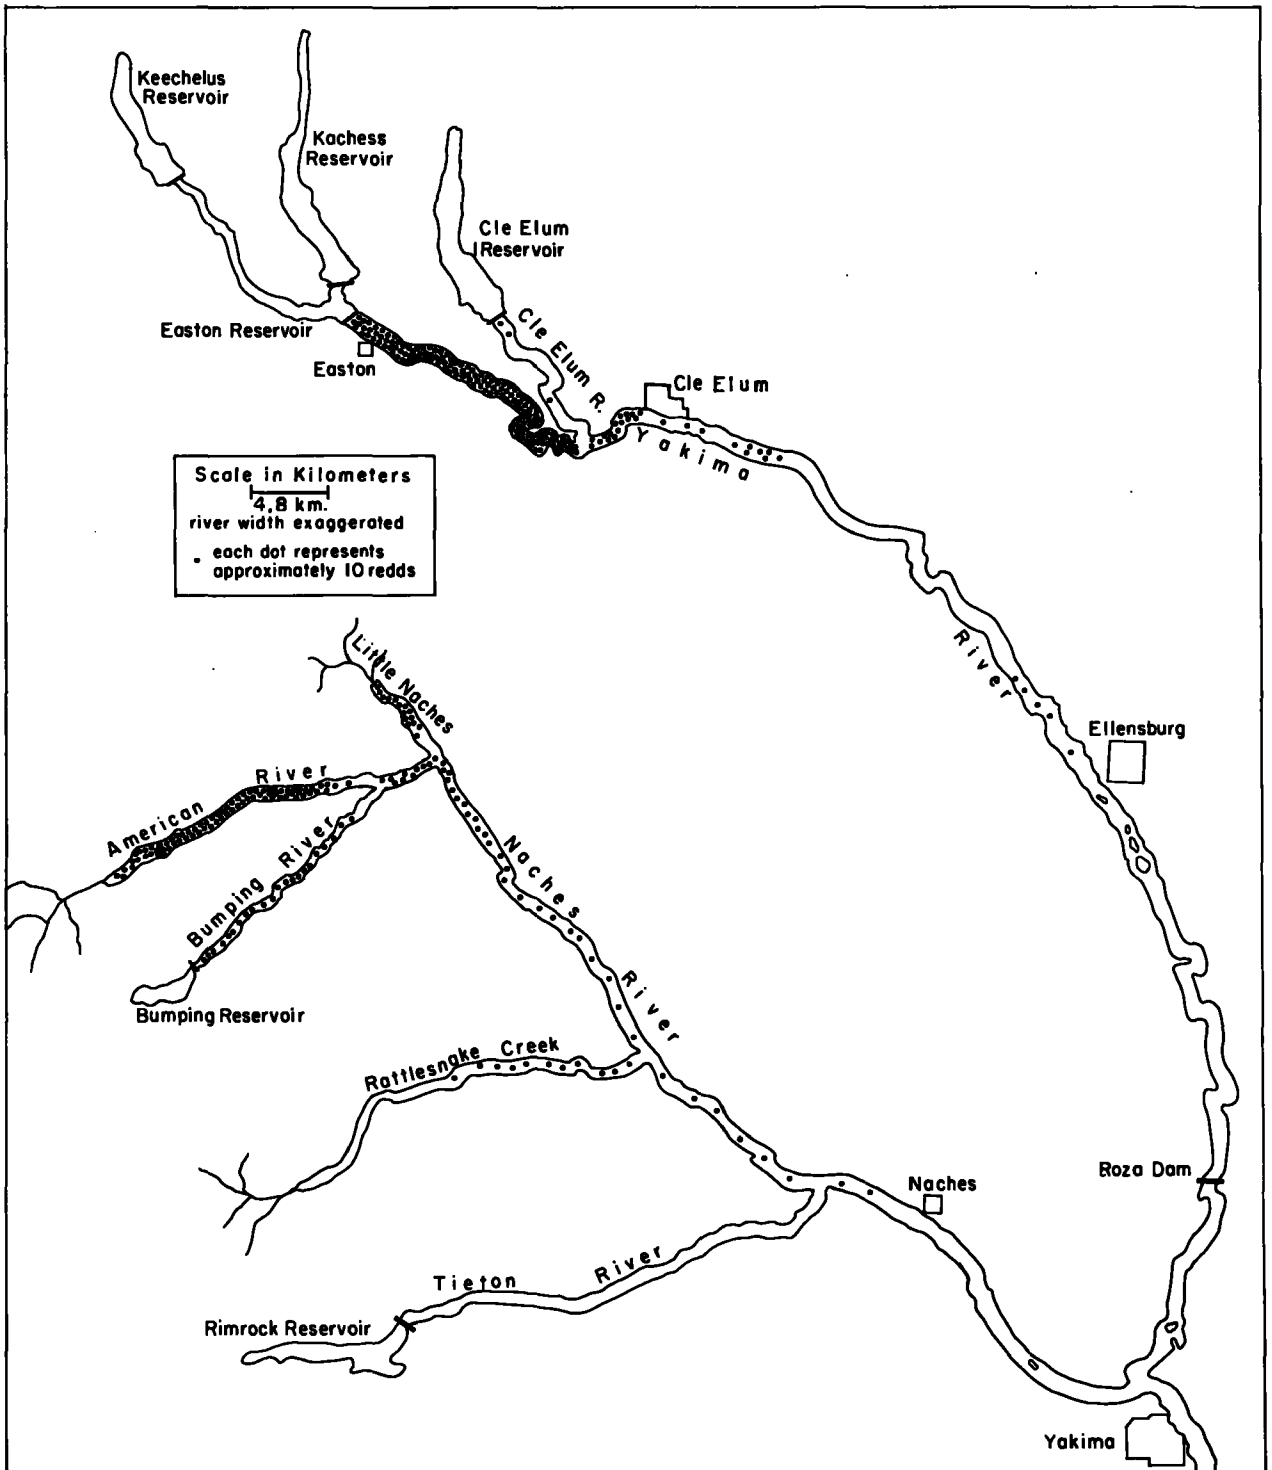 Keechelus
Reservoir
Kachess
Reservoir
Cle Elum
Reservoir
Easton Reservoir
Easton
Cle Elum R.
Cle Elum
Yakima
River
Scale in Kilometers
4.8 km.
river width exaggerated
each dot represents
approximately 10 redds
Little Naches
Ellensburg
American River
Bumping River
Naches
River
Bumping Reservoir
Rattlesnake Creek
Roza Dam
Naches
Tieton River
Rimrock Reservoir
Yakima